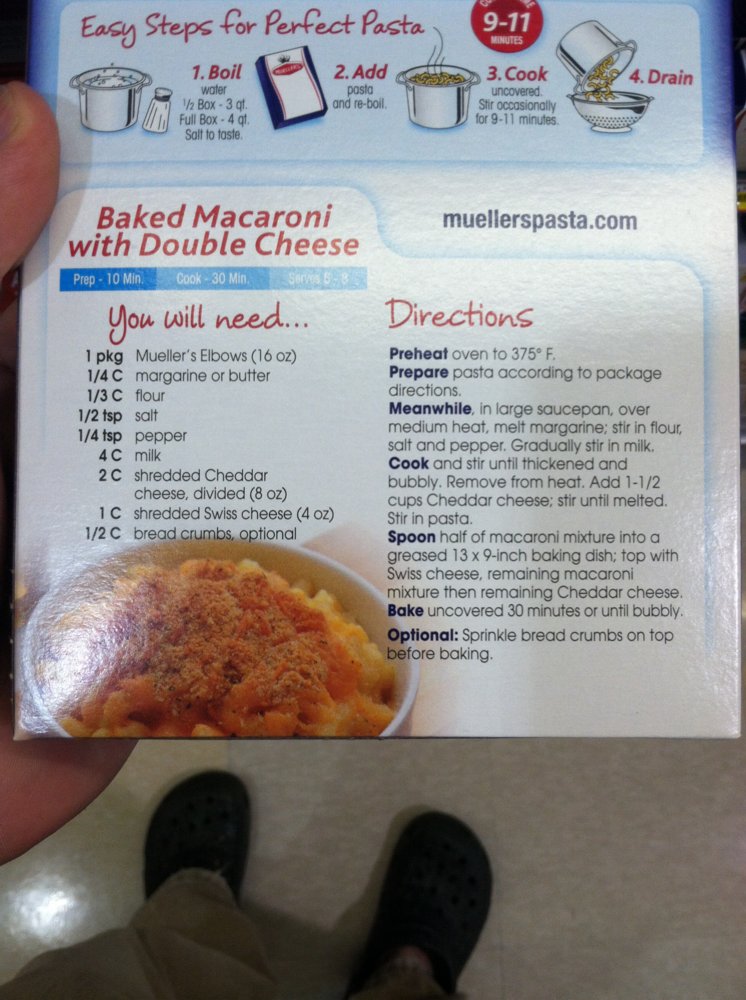 Easy Steps for Perfect Pasta
9-11
MINUTES
1. Boil
water
1/2 Box - 3 qt.
Full Box - 4 qt.
Salt to taste.
MUELLER'S
2. Add
pasta
and re-boil.
3. Cook
uncovered.
Stir occasionally
for 9-11 minutes.
4. Drain
Baked Macaroni
with Double Cheese
muellerspasta.com
Prep - 10 Min. Cook - 30 Min. Serves 5 - 8
You will need...
1 pkg Mueller's Elbows (16 oz)
1/4 C margarine or butter
1/3 C flour
1/2 tsp salt
1/4 tsp pepper
4 C milk
2 C shredded Cheddar
cheese, divided (8 oz)
1 C shredded Swiss cheese (4 oz)
1/2 C bread crumbs, optional
Directions
Preheat oven to 375° F.
Prepare pasta according to package
directions.
Meanwhile, in large saucepan, over
medium heat, melt margarine; stir in flour,
salt and pepper. Gradually stir in milk.
Cook and stir until thickened and
bubbly. Remove from heat. Add 1-1/2
cups Cheddar cheese; stir until melted.
Stir in pasta.
Spoon half of macaroni mixture into a
greased 13 x 9-inch baking dish; top with
Swiss cheese, remaining macaroni
mixture then remaining Cheddar cheese.
Bake uncovered 30 minutes or until bubbly.
Optional: Sprinkle bread crumbs on top
before baking.